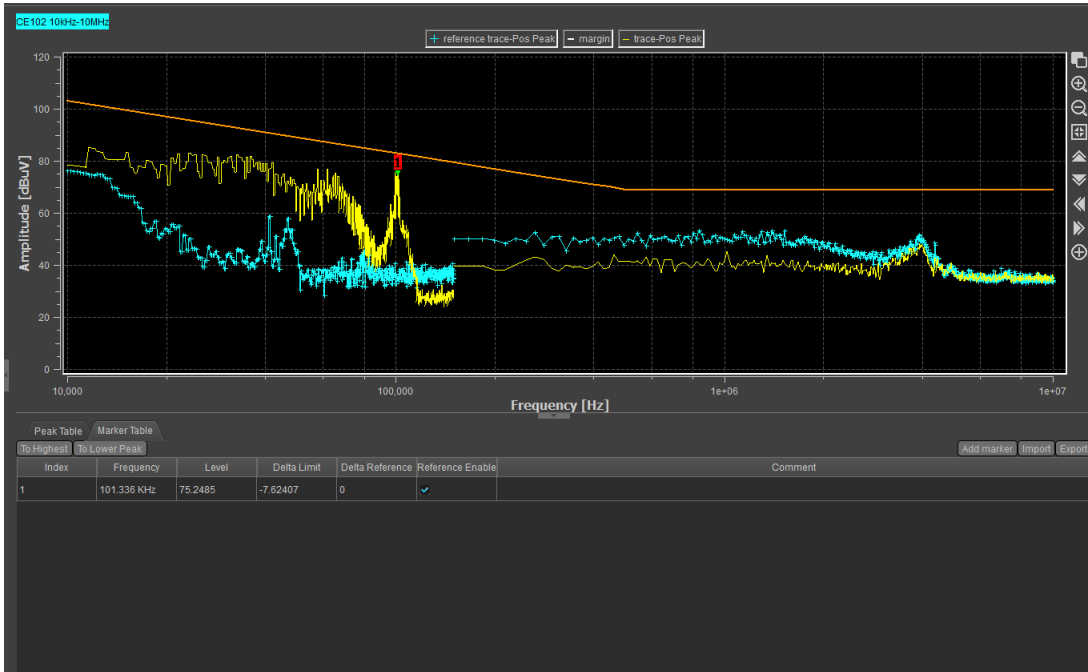 CE102 10kHz-10MHz
+ reference trace-Pos Peak – margin – trace-Pos Peak
120
100
80
60
40
20
0
Amplitude [dBuV]
1
10,000 100,000 1e+06 1e+07
Frequency [Hz]
Peak Table Marker Table
To Highest To Lower Peak Add marker Import Export
Index Frequency Level Delta Limit Delta Reference Reference Enable Comment
1 101.336 KHz 75.2485 -7.62407 0